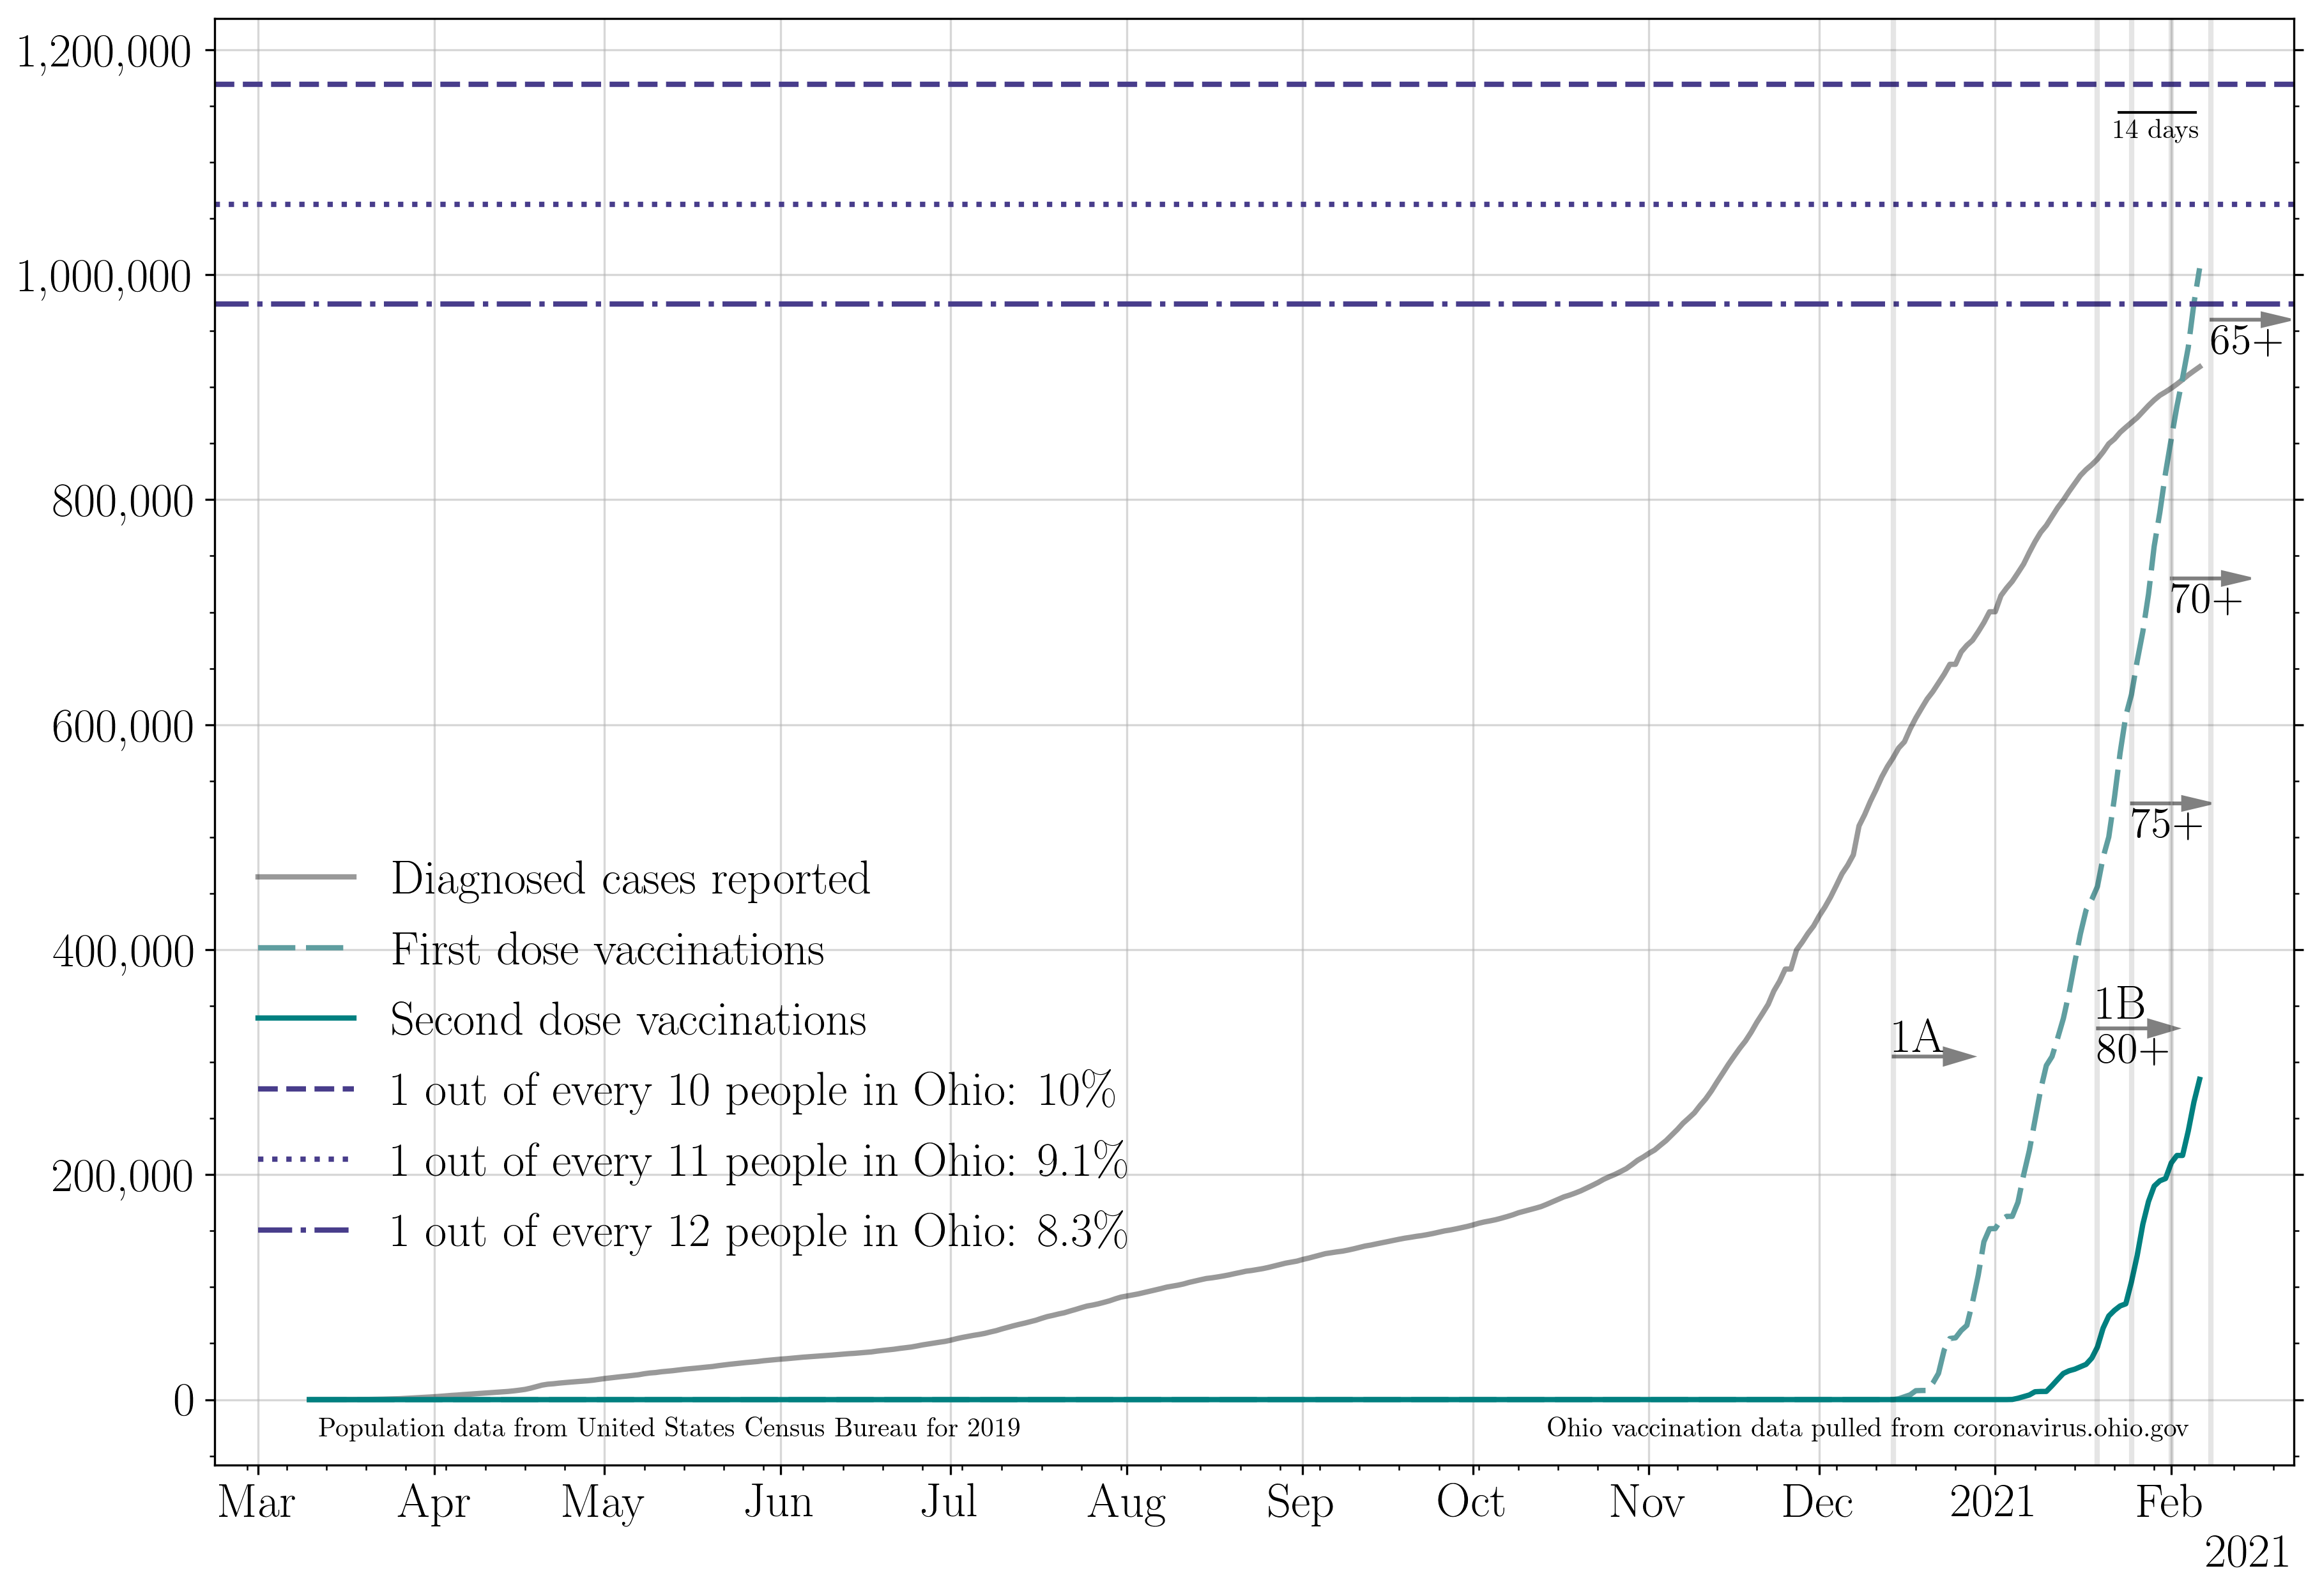 1,200,000
14 days
1,000,000
65+
800,000
70+
600,000
75+
Diagnosed cases reported
400,000
First dose vaccinations
1B
Second dose vaccinations
1A
80+
1 out of every 10 people in Ohio: 10%
1 out of every 11 people in Ohio: 9.1%
200,000
1 out of every 12 people in Ohio: 8.3%
0
Population data from United States Census Bureau for 2019
Ohio vaccination data pulled from coronavirus.ohio.gov
Mar Apr May Jun Jul Aug Sep Oct Nov Dec 2021 Feb
2021